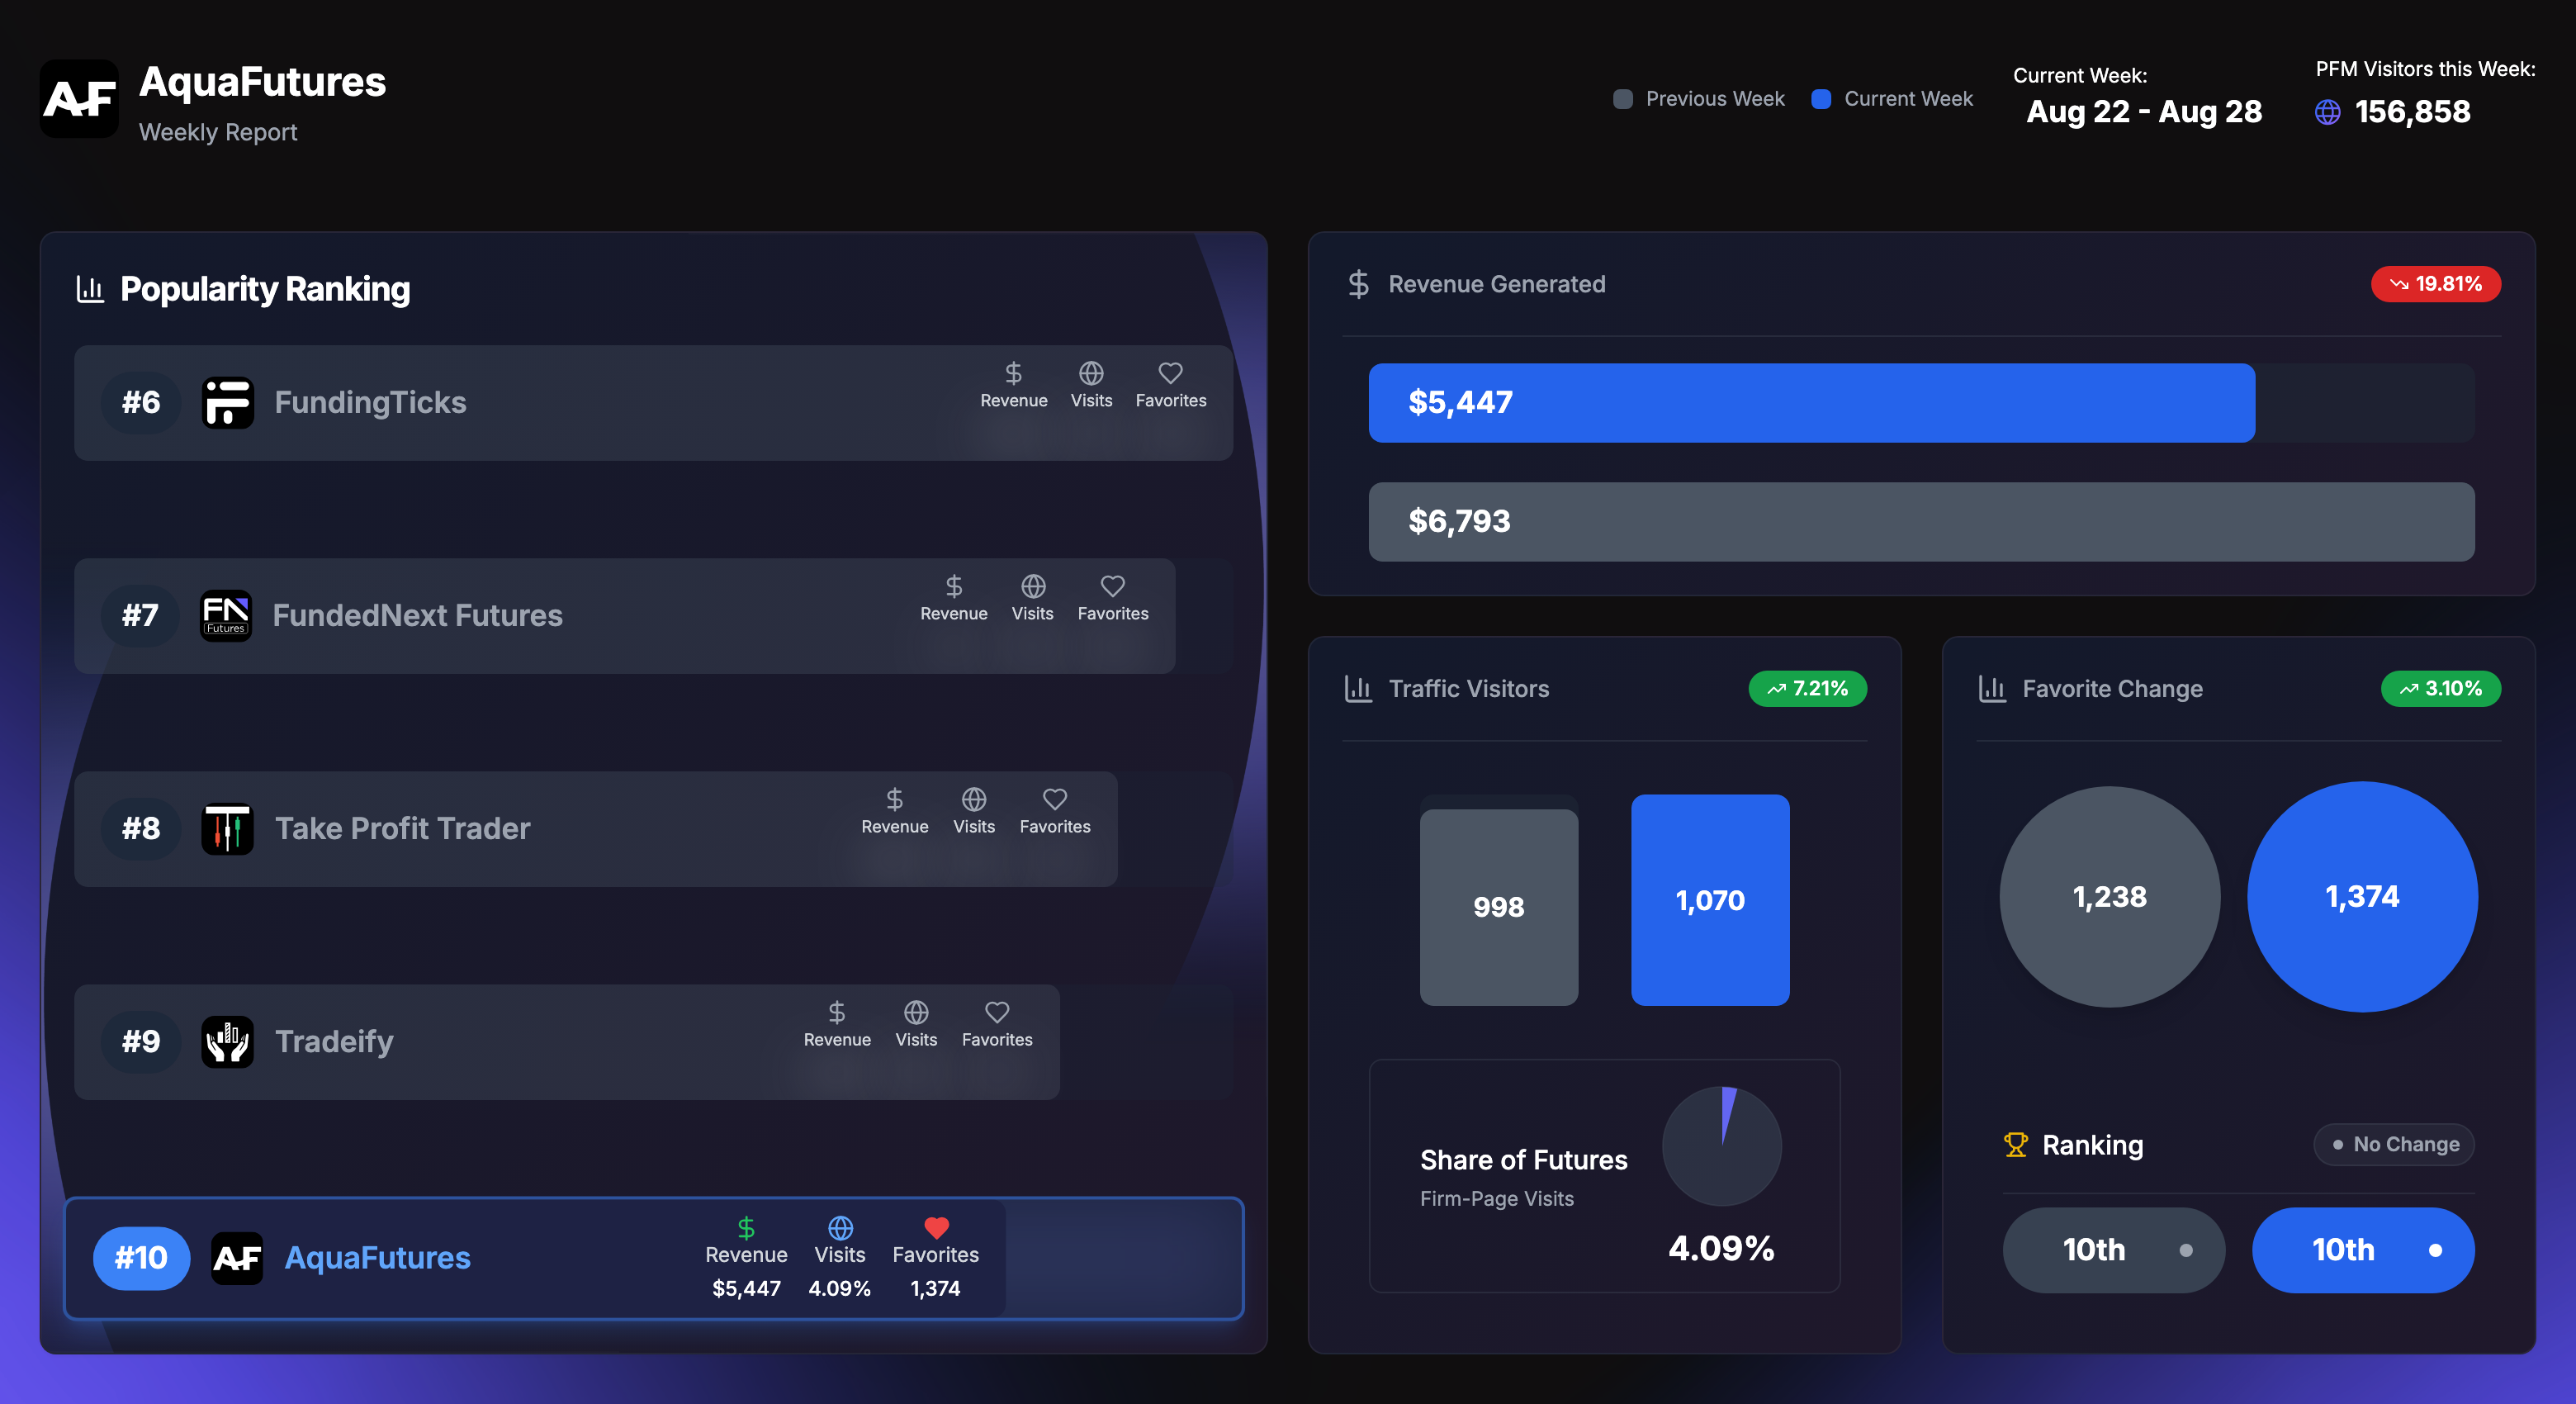 AF
AquaFutures
Weekly Report
Previous Week
Current Week
Current Week:
Aug 22 - Aug 28
PFM Visitors this Week:
156,858
Popularity Ranking
#6
FundingTicks
Revenue
Visits
Favorites
#7
FN
Futures
FundedNext Futures
Revenue
Visits
Favorites
#8
Take Profit Trader
Revenue
Visits
Favorites
#9
Tradeify
Revenue
Visits
Favorites
#10
AF
AquaFutures
Revenue
Visits
Favorites
$5,447
4.09%
1,374
Revenue Generated
19.81%
$5,447
$6,793
Traffic Visitors
7.21%
998
1,070
Share of Futures
Firm-Page Visits
4.09%
Favorite Change
3.10%
1,238
1,374
Ranking
No Change
10th
10th